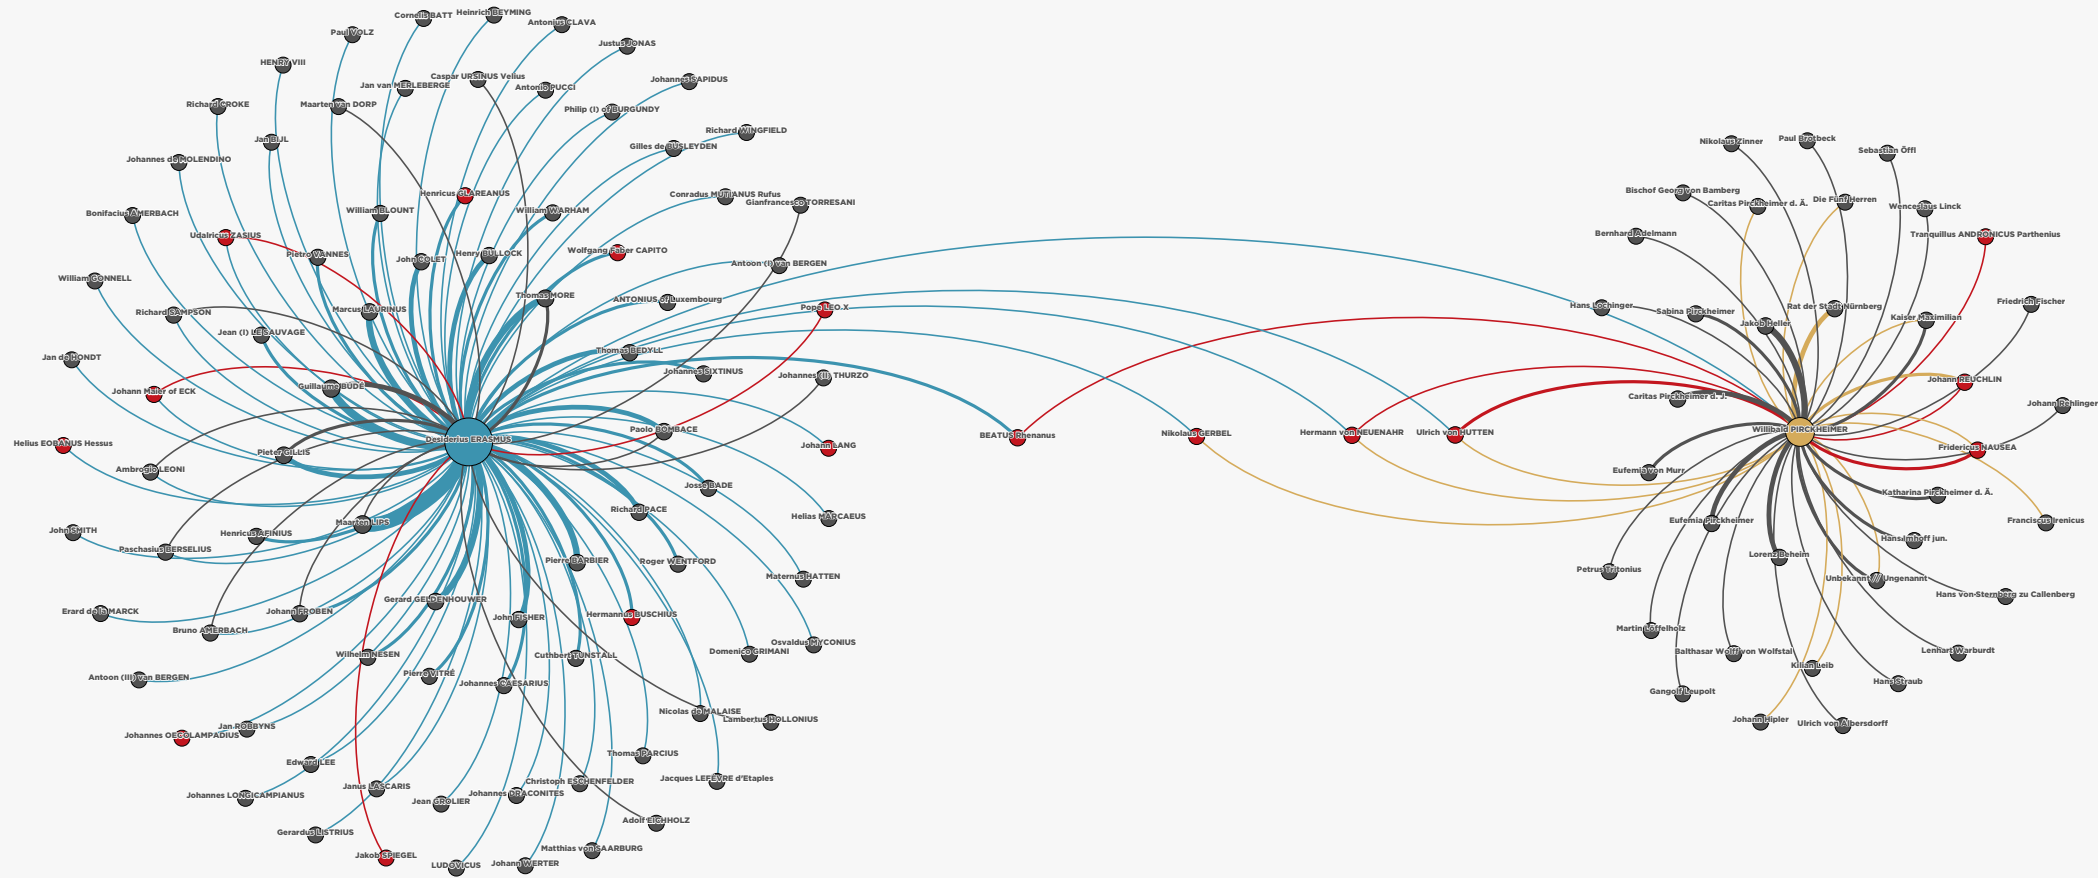 Cornelis BATT
Heinrich BEYMING
Antonius CLAVA
Paul VOLZ
Justus JONAS
HENRY VIII
Caspar URSINUS Velius
Jan van MERLEBERGE
Antonio PUCCI
Johannes SAPIDUS
Richard CROKE
Maarten van DORP
Philip (I) of BURGUNDY
Richard WINGFIELD
Jan BIJL
Gilles de BUSLEYDEN
Johannes de MOLENDINO
Henricus GLAREANUS
Conradus MUTIANUS Rufus
Gianfrancesco TORRESANI
Bonifacius AMERBACH
William BLOUNT
William WARHAM
Udalricus ZASIUS
Pietro VANNES
John COLET
Henry BULLOCK
Wolfgang Faber CAPITO
Antoon (I) van BERGEN
William GONNELL
Thomas MORE
ANTONIUS of Luxembourg
Pope LEO X
Richard SAMPSON
Marcus LAURINUS
Jean (I) LE SAUVAGE
Thomas BEDYLL
Jan de HONDT
Johannes SIXTINUS
Johannes (II) THURZO
Johann Maier of ECK
Guillaume BUDÉ
Helius EOBANUS Hessus
Desiderius ERASMUS
Paolo BOMBACE
Johann LANG
Pieter GILLIS
Ambrogio LEONI
Josse BADE
Richard PACE
Helias MARCAEUS
John SMITH
Henricus AFINIUS
Maarten LIPS
Paschasius BERSELIUS
Pierre BARBIER
Roger WENTFORD
Maternus HATTEN
Erard de la MARCK
Johann FROBEN
Gerard GELDENHOUWER
John FISHER
Hermannus BUSCHIUS
Bruno AMERBACH
Wilhelm NESEN
Cuthbert TUNSTALL
Domenico GRIMANI
Osvaldus MYCONIUS
Antoon (III) van BERGEN
Pierre VITRÉ
Johannes CAESARIUS
Nicolas de MALAISE
Lambertus HOLLONIUS
Jan ROBBYNS
Johannes OECOLAMPADIUS
Edward LEE
Thomas PARCIUS
Johannes LONGICAMPIANUS
Janus LASCARIS
Jean GROLIER
Johannes DRACONITES
Christoph ESCHENFELDER
Jacques LEFÈVRE d'Etaples
Gerardus LISTRIUS
Adolf EICHHOLZ
Jakob SPIEGEL
LUDOVICUS
Johann WERTER
Matthias von SAARBURG
BEATUS Rhenanus
Nikolaus GERBEL
Hermann von NEUENAHR
Ulrich von HUTTEN
Nikolaus Zinner
Paul Brotbeck
Sebastian Öffl
Bischof Georg von Bamberg
Caritas Pirckheimer d. Ä.
Die Fünf Herren
Wenceslaus Linck
Bernhard Adelmann
Tranquillus ANDRONICUS Parthenius
Hans Lochinger
Sabina Pirckheimer
Jakob Heller
Rat der Stadt Nürnberg
Kaiser Maximilian
Friedrich Fischer
Caritas Pirckheimer d. J.
Johann REUCHLIN
Johann Rehlinger
Willibald PIRCKHEIMER
Fridericus NAUSEA
Eufemia von Murr
Katharina Pirckheimer d. Ä.
Franciscus Irenicus
Eufemia Pirckheimer
Hans Imhoff jun.
Lorenz Beheim
Petrus Tritonius
Unbekannt // Ungenannt
Hans von Sternberg zu Callenberg
Martin Löffelholz
Balthasar Wolff von Wolfstal
Kilian Leib
Lenhart Warburdt
Gangolf Leupolt
Hans Straub
Johann Hipler
Ulrich von Albersdorff